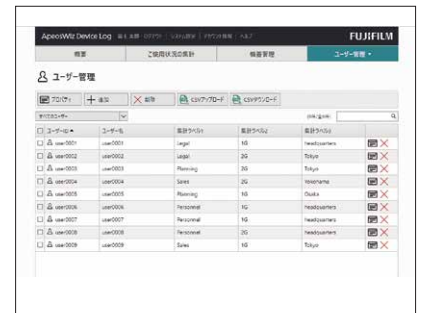 ApeosWiz Device Log
FUJIFILM
概要 ご使用状況の集計 機器管理 ユーザー管理
ユーザー管理
プロパティ 追加 削除 CSVアップロード CSVダウンロード
すべてのユーザー
ユーザーID ユーザー名 集計ラベル1 集計ラベル2 集計ラベル3
user0001 user0001 Legal 1G headquarters
user0002 user0002 Legal 2G Tokyo
user0003 user0003 Planning 2G Tokyo
user0004 user0004 Sales 2G Yokohama
user0005 user0005 Planning 1G Osaka
user0006 user0006 Personnel 1G headquarters
user0007 user0007 Personnel 1G headquarters
user0008 user0008 Personnel 2G headquarters
user0009 user0009 Sales 1G Tokyo